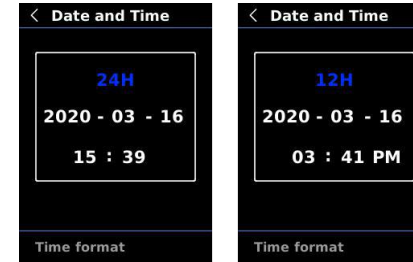 < Date and Time
24H
2020 - 03 - 16
15 : 39
Time format
< Date and Time
12H
2020 - 03 - 16
03 : 41 PM
Time format